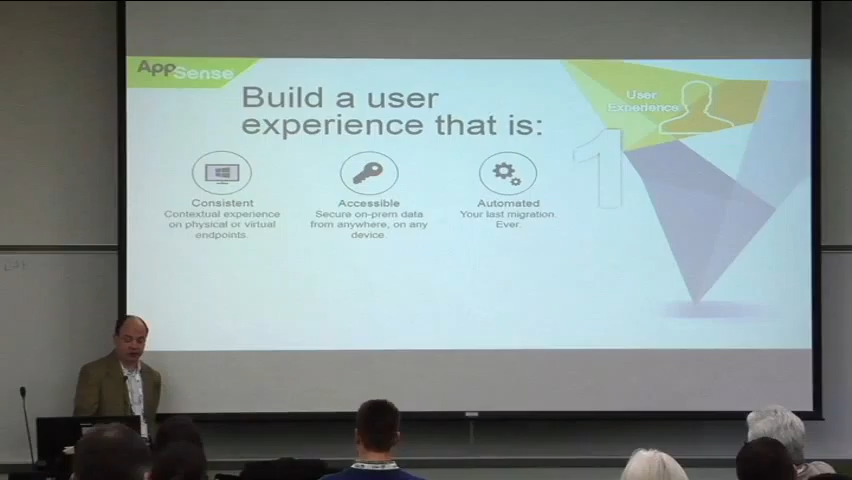 AppSense
Build a user
experience that is:
User
Experience
1
Consistent
Contextual experience
on physical or virtual
endpoints.
Accessible
Secure on-prem data
from anywhere, on any
device.
Automated
Your last migration.
Ever.